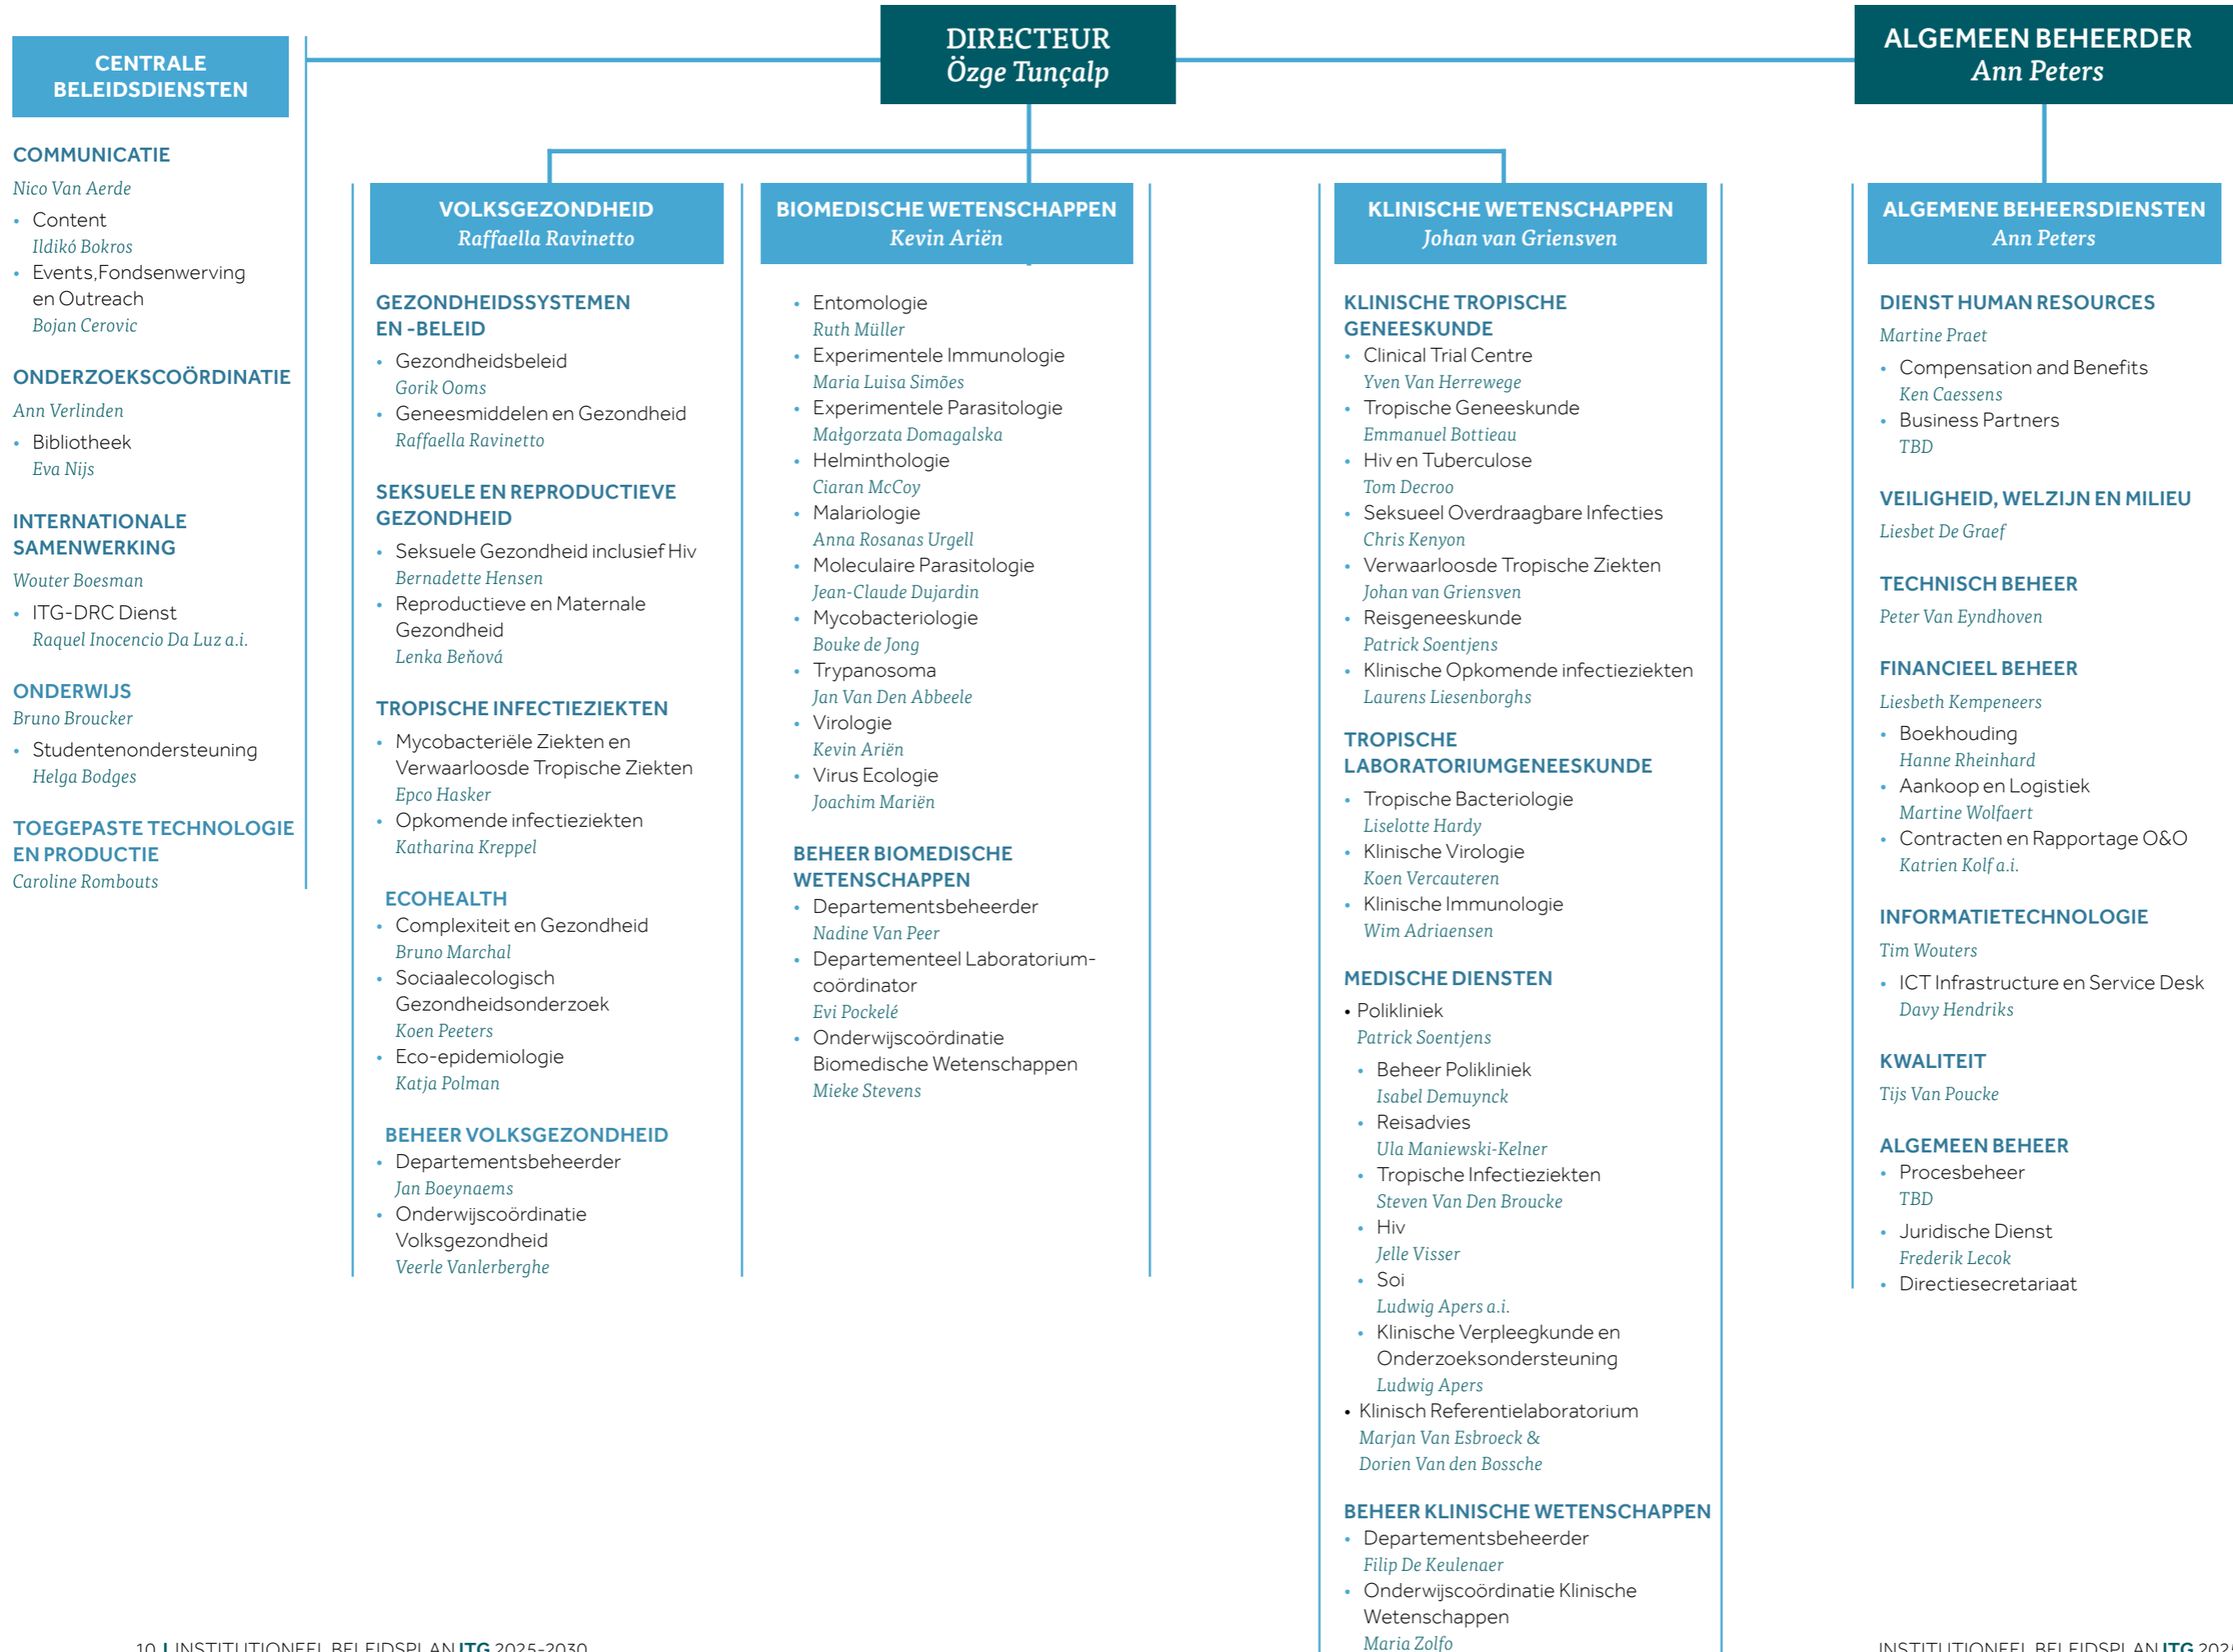 DIRECTEUR
Özge Tunçalp
ALGEMEEN BEHEERDER
Ann Peters
CENTRALE
BELEIDSDIENSTEN
COMMUNICATIE
Nico Van Aerde
• Content
Ildikó Bokros
• Events,Fondsenwerving
en Outreach
Bojan Cerovic
ONDERZOEKSCOÖRDINATIE
Ann Verlinden
• Bibliotheek
Eva Nijs
INTERNATIONALE
SAMENWERKING
Wouter Boesman
• ITG-DRC Dienst
Raquel Inocencio Da Luz a.i.
ONDERWIJS
Bruno Broucker
• Studentenondersteuning
Helga Bodges
TOEGEPASTE TECHNOLOGIE
EN PRODUCTIE
Caroline Rombouts
VOLKSGEZONDHEID
Raffaella Ravinetto
GEZONDHEIDSSYSTEMEN
EN -BELEID
• Gezondheidsbeleid
Gorik Ooms
• Geneesmiddelen en Gezondheid
Raffaella Ravinetto
SEKSUELE EN REPRODUCTIEVE
GEZONDHEID
• Seksuele Gezondheid inclusief Hiv
Bernadette Hensen
• Reproductieve en Maternale
Gezondheid
Lenka Beňová
TROPISCHE INFECTIEZIEKTEN
• Mycobacteriële Ziekten en
Verwaarloosde Tropische Ziekten
Epco Hasker
• Opkomende infectieziekten
Katharina Kreppel
ECOHEALTH
• Complexiteit en Gezondheid
Bruno Marchal
• Sociaalecologisch
Gezondheidsonderzoek
Koen Peeters
• Eco-epidemiologie
Katja Polman
BEHEER VOLKSGEZONDHEID
• Departementsbeheerder
Jan Boeynaems
• Onderwijscoördinatie
Volksgezondheid
Veerle Vanlerberghe
BIOMEDISCHE WETENSCHAPPEN
Kevin Ariën
• Entomologie
Ruth Müller
• Experimentele Immunologie
Maria Luisa Simões
• Experimentele Parasitologie
Małgorzata Domagalska
• Helminthologie
Ciaran McCoy
• Malariologie
Anna Rosanas Urgell
• Moleculaire Parasitologie
Jean-Claude Dujardin
• Mycobacteriologie
Bouke de Jong
• Trypanosoma
Jan Van Den Abbeele
• Virologie
Kevin Ariën
• Virus Ecologie
Joachim Mariën
BEHEER BIOMEDISCHE
WETENSCHAPPEN
• Departementsbeheerder
Nadine Van Peer
• Departementeel Laboratorium-
coördinator
Evi Pockelé
• Onderwijscoördinatie
Biomedische Wetenschappen
Mieke Stevens
KLINISCHE WETENSCHAPPEN
Johan van Griensven
KLINISCHE TROPISCHE
GENEESKUNDE
• Clinical Trial Centre
Yven Van Herrewege
• Tropische Geneeskunde
Emmanuel Bottieau
• Hiv en Tuberculose
Tom Decroo
• Seksueel Overdraagbare Infecties
Chris Kenyon
• Verwaarloosde Tropische Ziekten
Johan van Griensven
• Reisgeneeskunde
Patrick Soentjens
• Klinische Opkomende infectieziekten
Laurens Liesenborghs
TROPISCHE
LABORATORIUMGENEESKUNDE
• Tropische Bacteriologie
Liselotte Hardy
• Klinische Virologie
Koen Vercauteren
• Klinische Immunologie
Wim Adriaensen
MEDISCHE DIENSTEN
• Polikliniek
Patrick Soentjens
• Beheer Polikliniek
Isabel Demuynck
• Reisadvies
Ula Maniewski-Kelner
• Tropische Infectieziekten
Steven Van Den Broucke
• Hiv
Jelle Visser
• Soi
Ludwig Apers a.i.
• Klinische Verpleegkunde en
Onderzoeksondersteuning
Ludwig Apers
• Klinisch Referentielaboratorium
Marjan Van Esbroeck &
Dorien Van den Bossche
BEHEER KLINISCHE WETENSCHAPPEN
• Departementsbeheerder
Filip De Keulenaer
• Onderwijscoördinatie Klinische
Wetenschappen
Maria Zolfo
ALGEMENE BEHEERSDIENSTEN
Ann Peters
DIENST HUMAN RESOURCES
Martine Praet
• Compensation and Benefits
Ken Caessens
• Business Partners
TBD
VEILIGHEID, WELZIJN EN MILIEU
Liesbet De Graef
TECHNISCH BEHEER
Peter Van Eyndhoven
FINANCIEEL BEHEER
Liesbeth Kempeneers
• Boekhouding
Hanne Rheinhard
• Aankoop en Logistiek
Martine Wolfaert
• Contracten en Rapportage O&O
Katrien Kolf a.i.
INFORMATIETECHNOLOGIE
Tim Wouters
• ICT Infrastructure en Service Desk
Davy Hendriks
KWALITEIT
Tijs Van Poucke
ALGEMEEN BEHEER
• Procesbeheer
TBD
• Juridische Dienst
Frederik Lecok
• Directiesecretariaat
10 I INSTITUTIONEEL BELEIDSPLAN ITG 2025-2030
INSTITUTIONEEL BELEIDSPLAN ITG 202